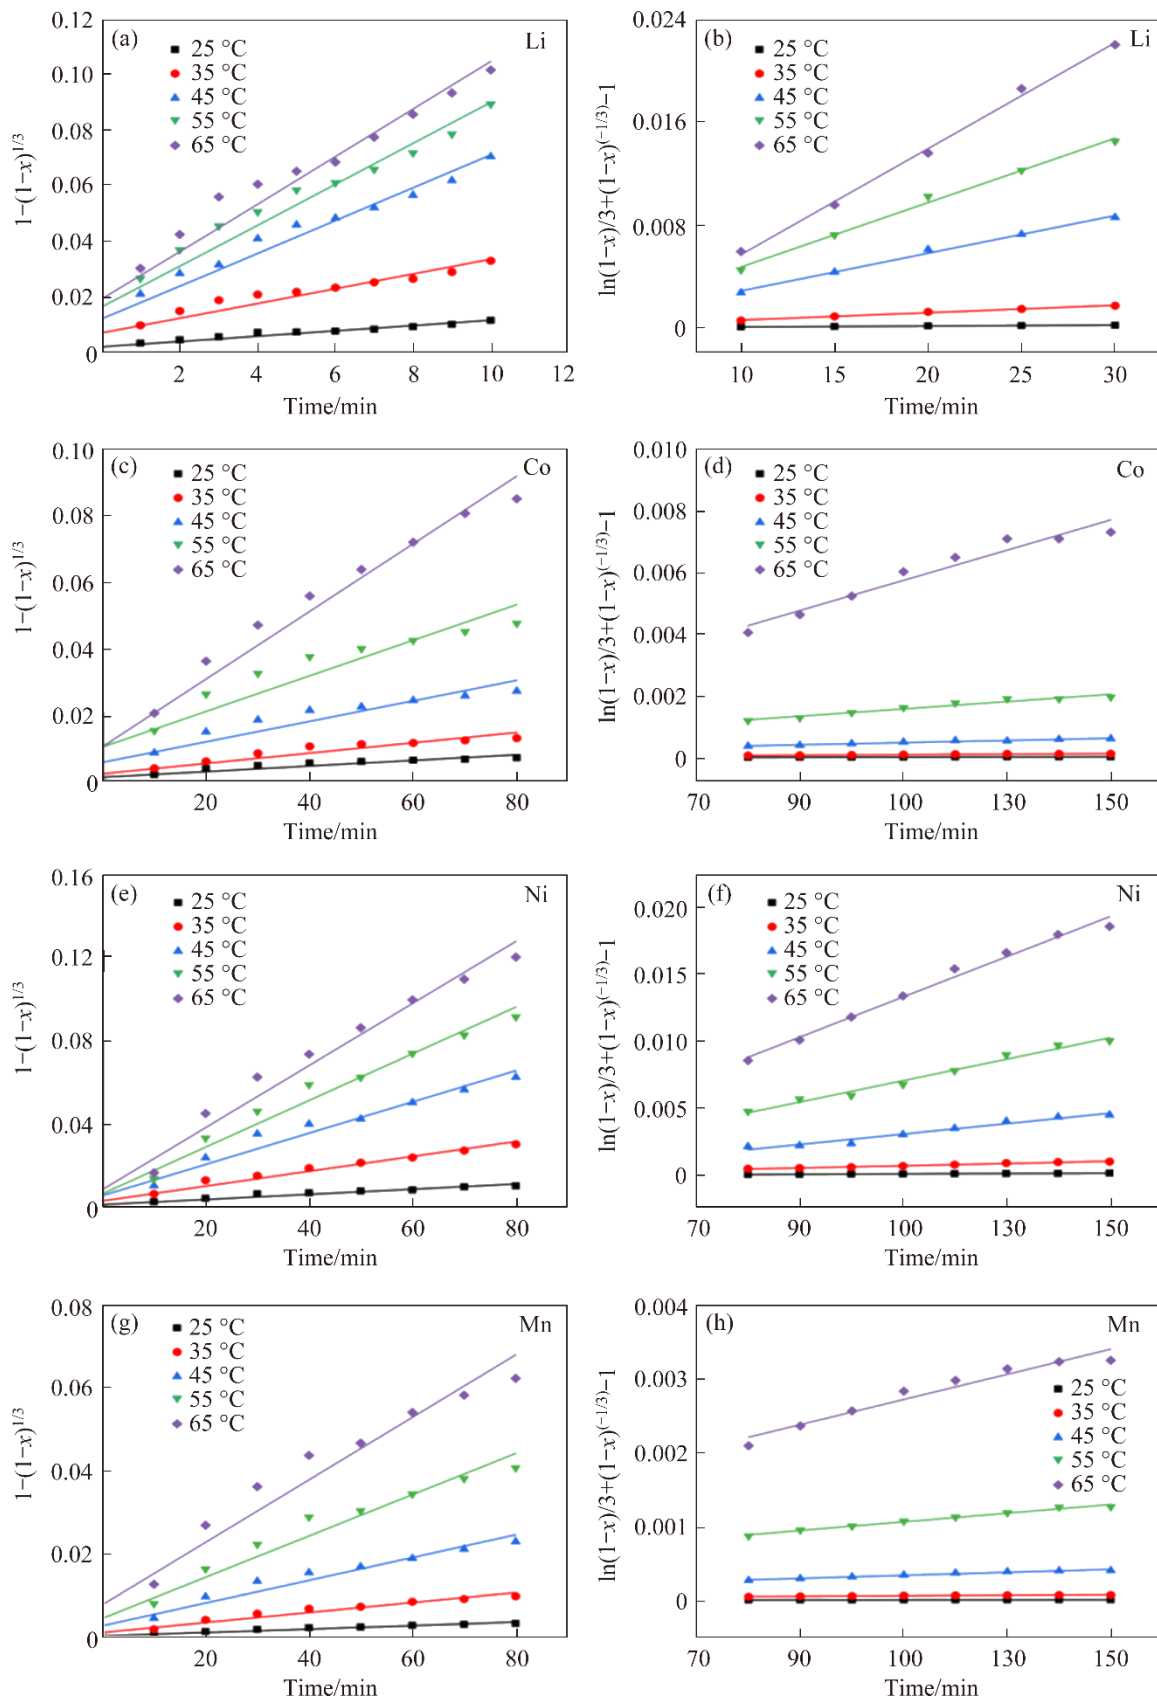 (a)
Li
25 °C
35 °C
45 °C
55 °C
65 °C
0.12
0.10
0.08
0.06
0.04
0.02
0
1−(1−x)^{1/3}
2
4
6
8
10
12
Time/min
(b)
Li
25 °C
35 °C
45 °C
55 °C
65 °C
0.024
0.016
0.008
0
ln(1−x)/3+(1−x)^{(−1/3)}−1
10
15
20
25
30
Time/min
(c)
Co
25 °C
35 °C
45 °C
55 °C
65 °C
0.10
0.08
0.06
0.04
0.02
0
1−(1−x)^{1/3}
20
40
60
80
Time/min
(d)
Co
25 °C
35 °C
45 °C
55 °C
65 °C
0.010
0.008
0.006
0.004
0.002
0
ln(1−x)/3+(1−x)^{(−1/3)}−1
70
90
100
130
150
Time/min
(e)
Ni
25 °C
35 °C
45 °C
55 °C
65 °C
0.16
0.12
0.08
0.04
0
1−(1−x)^{1/3}
20
40
60
80
Time/min
(f)
Ni
25 °C
35 °C
45 °C
55 °C
65 °C
0.020
0.015
0.010
0.005
0
ln(1−x)/3+(1−x)^{(−1/3)}−1
70
90
100
130
150
Time/min
(g)
Mn
25 °C
35 °C
45 °C
55 °C
65 °C
0.08
0.06
0.04
0.02
0
1−(1−x)^{1/3}
20
40
60
80
Time/min
(h)
Mn
25 °C
35 °C
45 °C
55 °C
65 °C
0.004
0.003
0.002
0.001
0
ln(1−x)/3+(1−x)^{(−1/3)}−1
70
90
100
130
150
Time/min